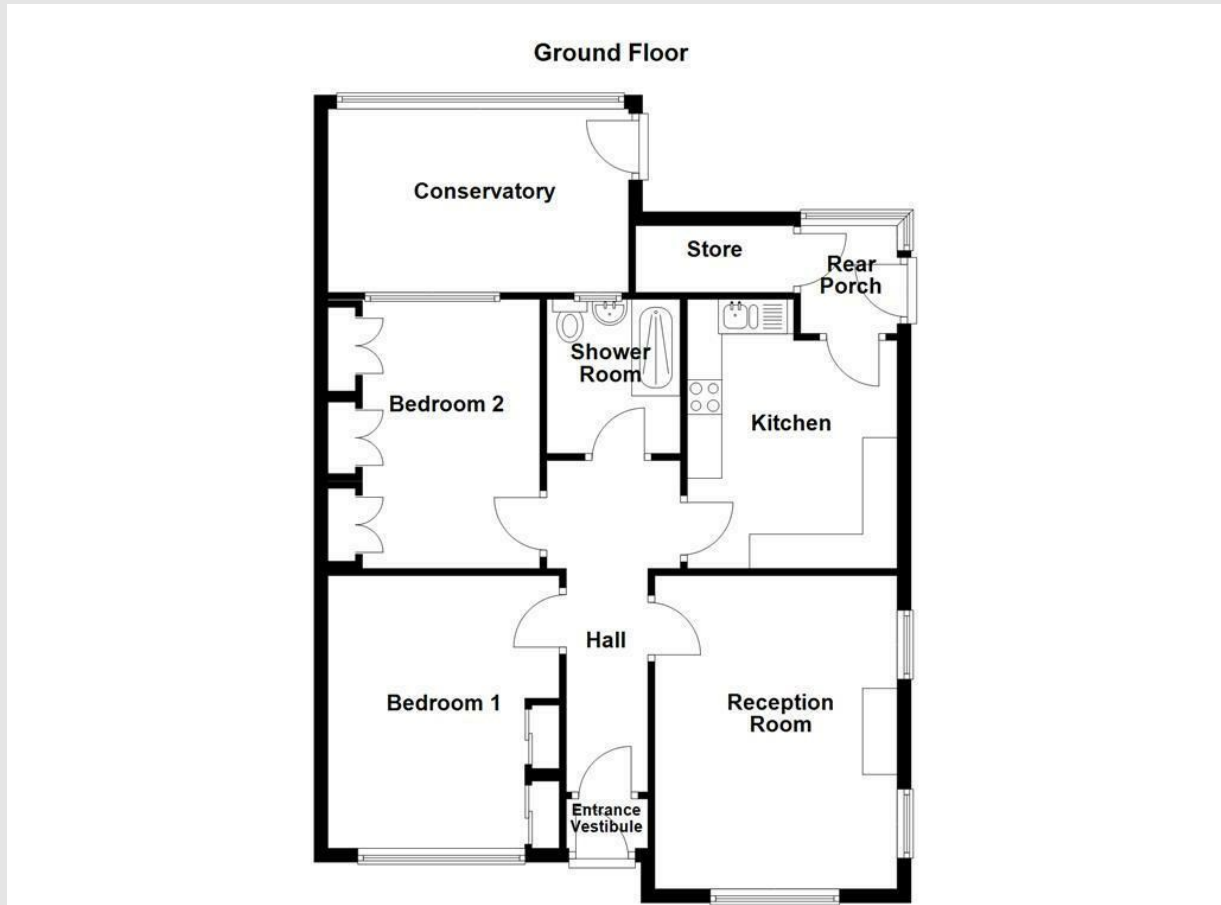 Ground Floor
Conservatory
Store
Rear
Porch
Shower
Room
Bedroom 2
Kitchen
Hall
Bedroom 1
Reception
Room
Entrance
Vestibule